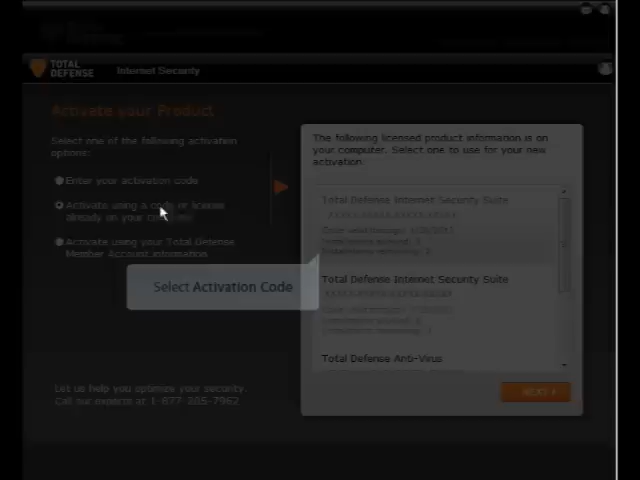 TOTAL
DEFENSE
Internet Security
Activate your Product
Select one of the following activation
options:
Enter your activation code
Activate using a code or license
already on your
Activate using your Total Defense
Member Account information
Let us help you optimize your security.
Call our experts at 1-877-205-7962
The following licensed product information is on
your computer. Select one to use for your new
activation.
Total Defense Internet Security Suite
Select Activation Code
Total Defense Internet Security Suite
Total Defense Anti-Virus
NEXT